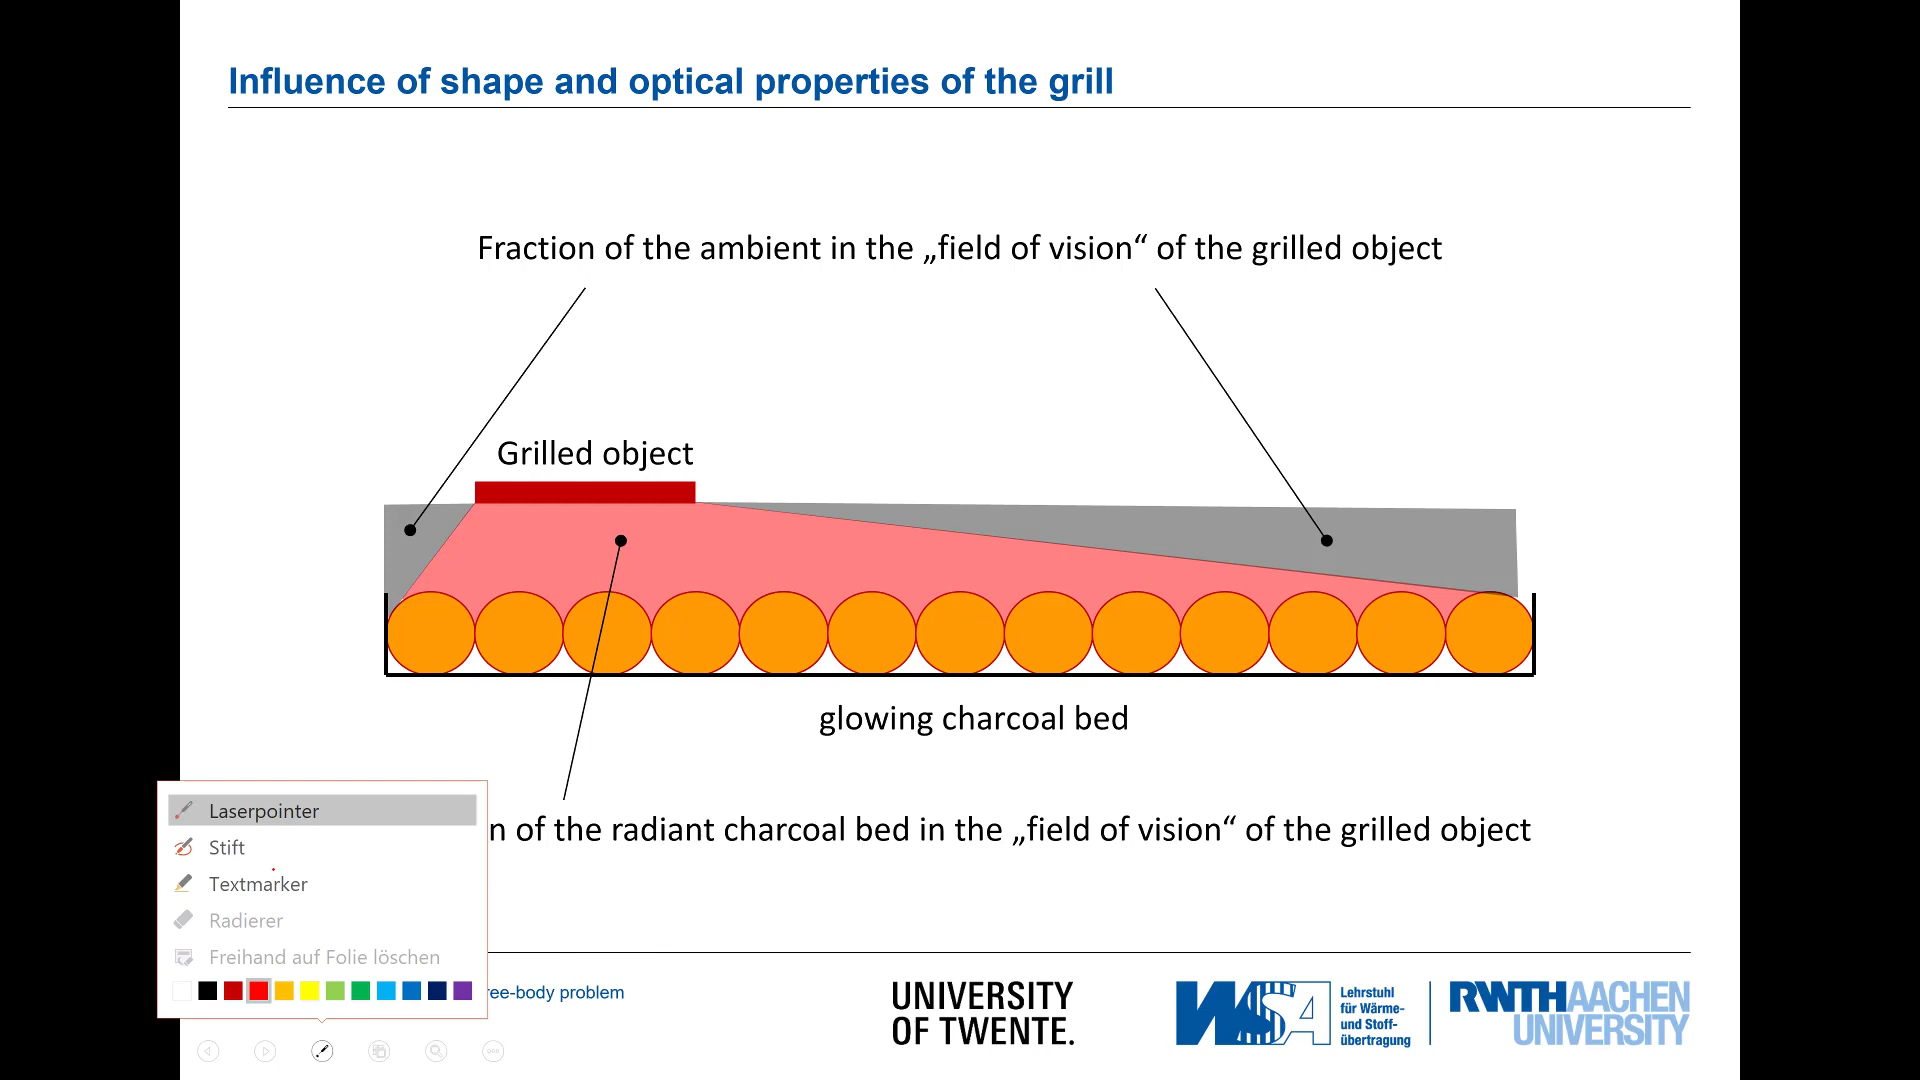 Influence of shape and optical properties of the grill
Fraction of the ambient in the „field of vision“ of the grilled object
Grilled object
glowing charcoal bed
n of the radiant charcoal bed in the „field of vision“ of the grilled object
Laserpointer
Stift
Textmarker
Radierer
Freihand auf Folie löschen
ree-body problem
UNIVERSITY
OF TWENTE.
WSA
Lehrstuhl
für Wärme-
und Stoff-
übertragung
RWTHAACHEN
UNIVERSITY